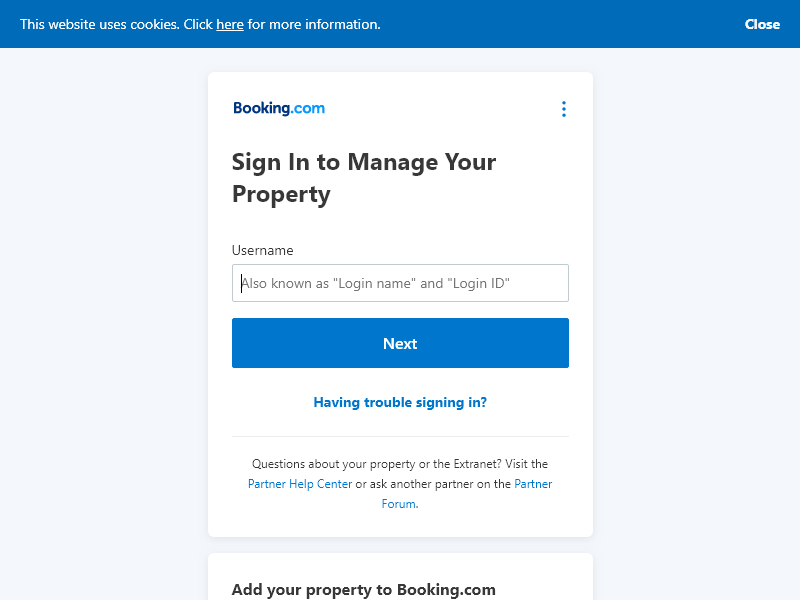 This website uses cookies. Click here for more information.
Close
Booking.com
Sign In to Manage Your
Property
Username
Also known as "Login name" and "Login ID"
Next
Having trouble signing in?
Questions about your property or the Extranet? Visit the
Partner Help Center or ask another partner on the Partner
Forum.
Add your property to Booking.com